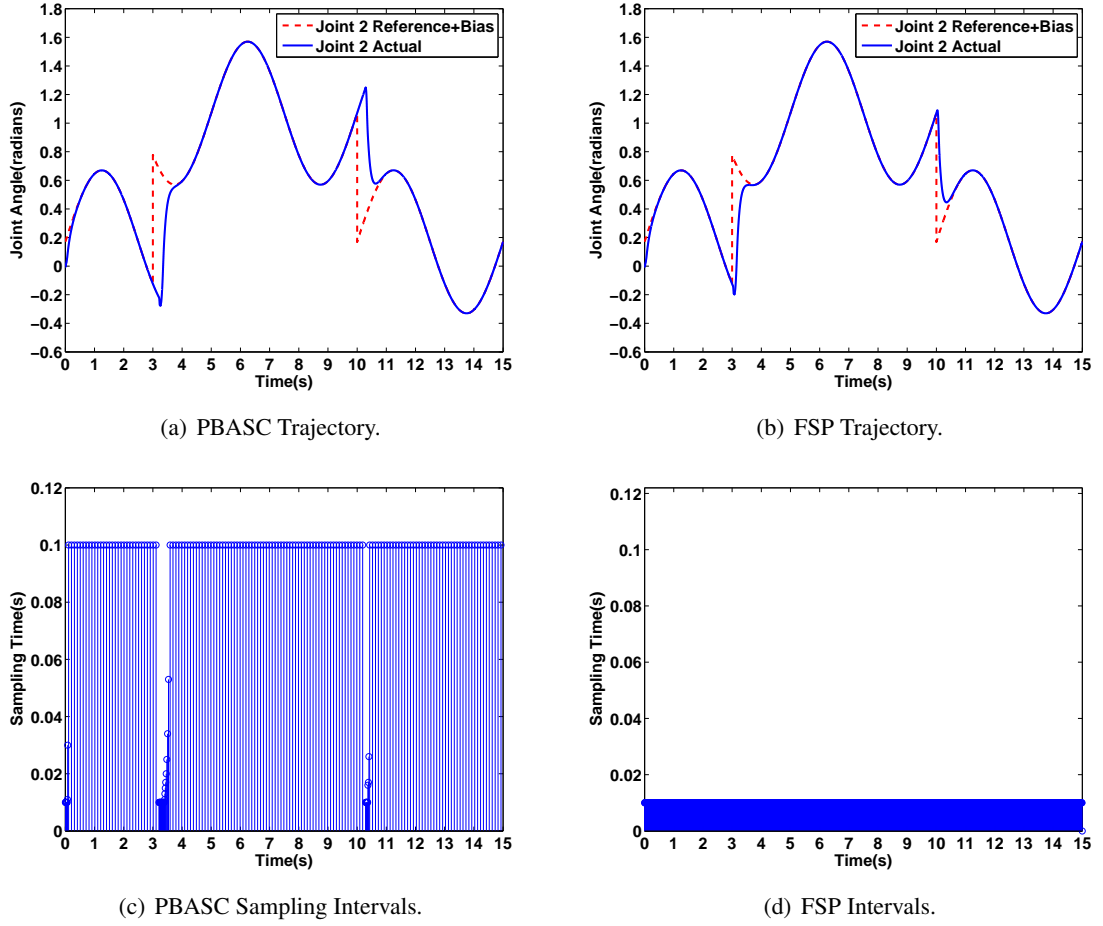 1.8
1.6
1.4
1.2
1
0.8
0.6
0.4
0.2
0
−0.2
−0.4
−0.6
Joint Angle(radians)
Joint 2 Reference+Bias
Joint 2 Actual
0 1 2 3 4 5 6 7 8 9 10 11 12 13 14 15
Time(s)
(a) PBASC Trajectory.
1.8
1.6
1.4
1.2
1
0.8
0.6
0.4
0.2
0
−0.2
−0.4
−0.6
Joint Angle(radians)
Joint 2 Reference+Bias
Joint 2 Actual
0 1 2 3 4 5 6 7 8 9 10 11 12 13 14 15
Time(s)
(b) FSP Trajectory.
0.12
0.1
0.08
0.06
0.04
0.02
0
Sampling Time(s)
0 1 2 3 4 5 6 7 8 9 10 11 12 13 14 15
Time(s)
(c) PBASC Sampling Intervals.
0.12
0.1
0.08
0.06
0.04
0.02
0
Sampling Time(s)
0 1 2 3 4 5 6 7 8 9 10 11 12 13 14 15
Time(s)
(d) FSP Intervals.